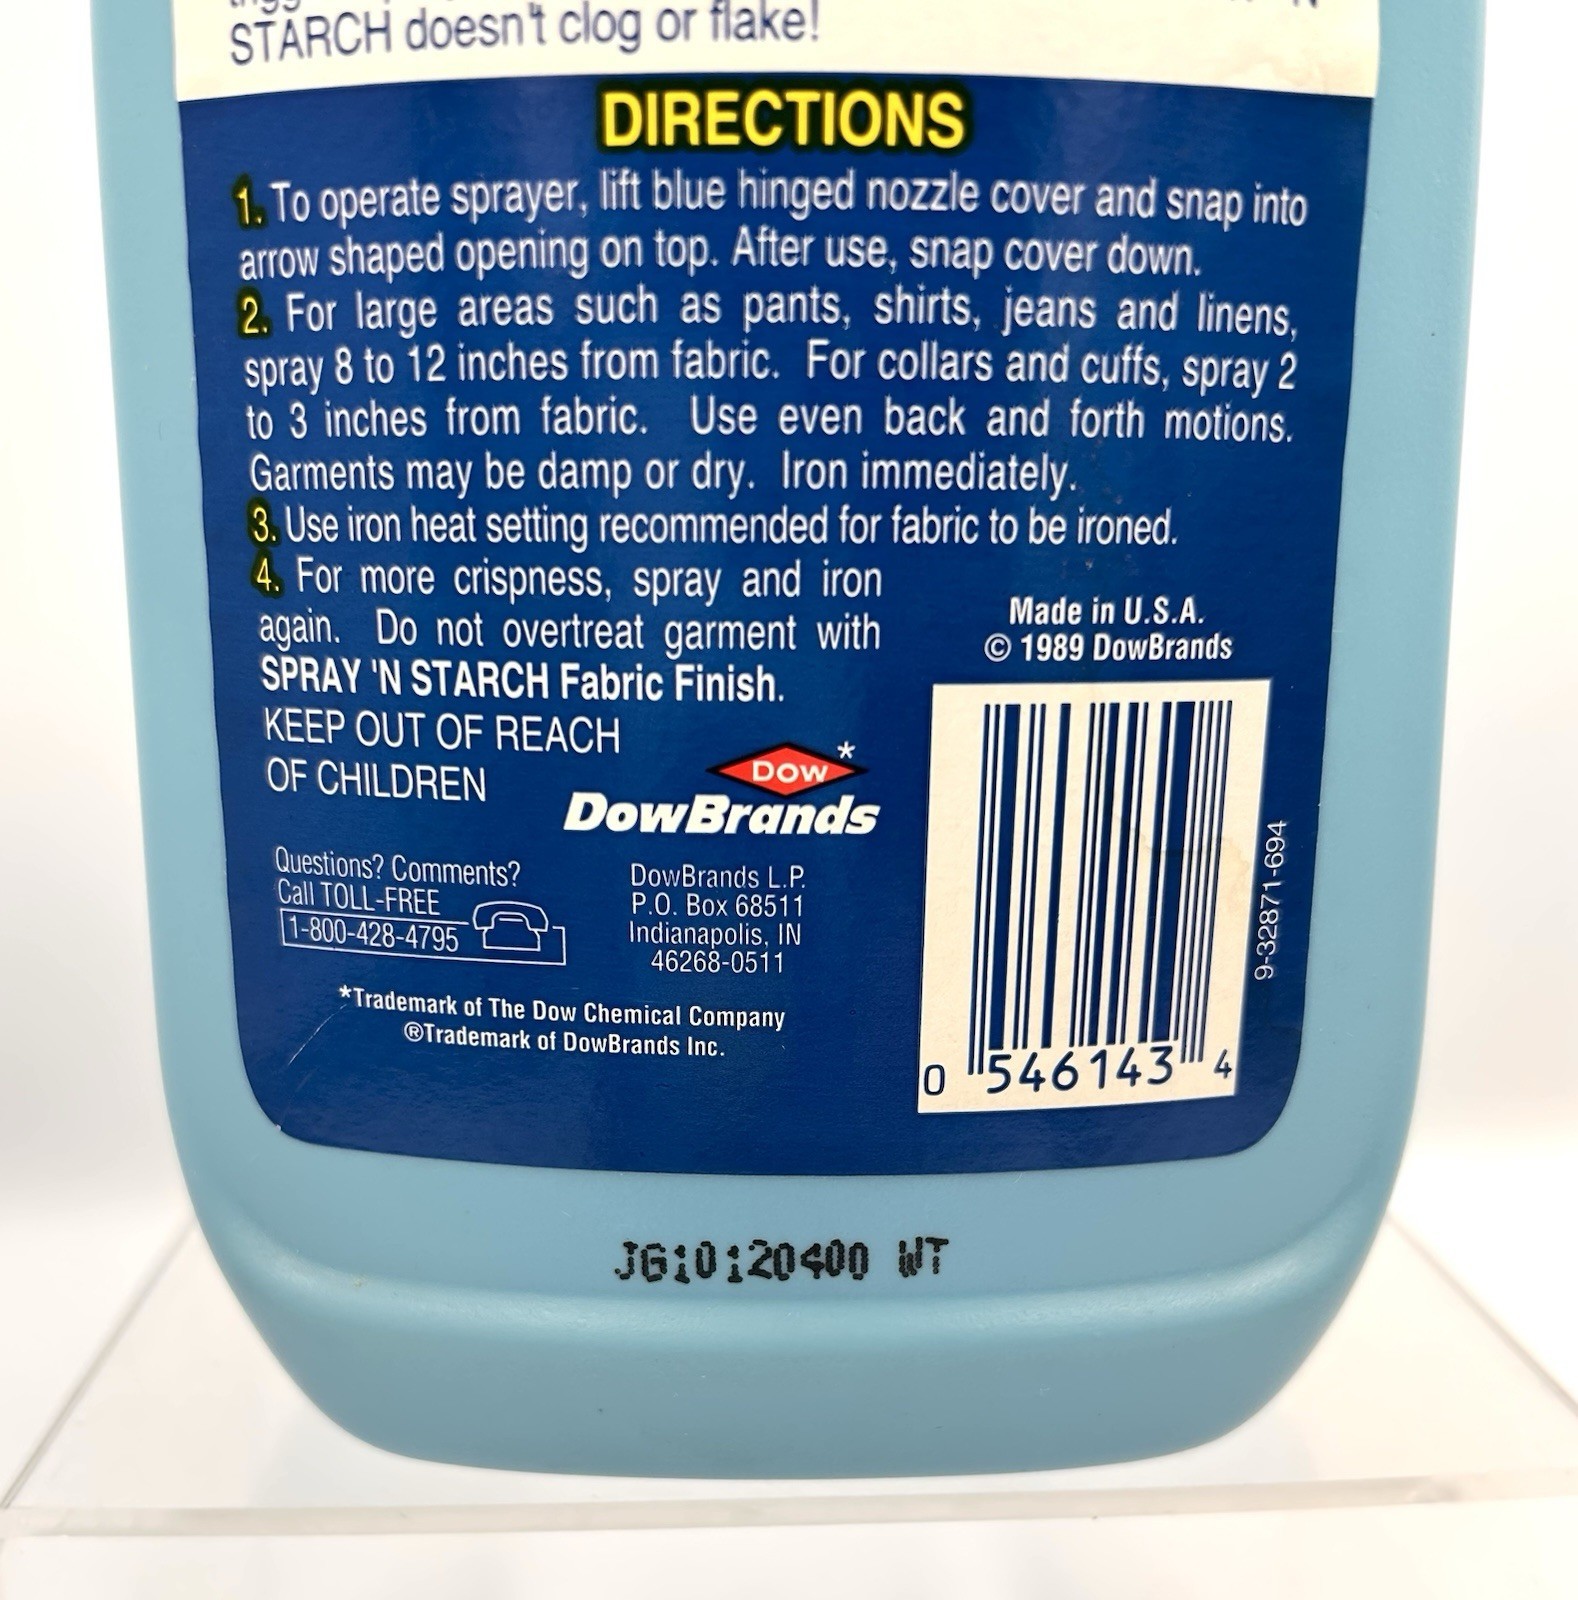 STARCH doesn't clog or flake!
DIRECTIONS
1. To operate sprayer, lift blue hinged nozzle cover and snap into
arrow shaped opening on top. After use, snap cover down.
2. For large areas such as pants, shirts, jeans and linens,
spray 8 to 12 inches from fabric. For collars and cuffs, spray 2
to 3 inches from fabric. Use even back and forth motions.
Garments may be damp or dry. Iron immediately.
3. Use iron heat setting recommended for fabric to be ironed.
4. For more crispness, spray and iron
again. Do not overtreat garment with
SPRAY 'N STARCH Fabric Finish.
KEEP OUT OF REACH
OF CHILDREN
Made in U.S.A.
© 1989 DowBrands
DOW*
DowBrands
Questions? Comments?
Call TOLL-FREE
1-800-428-4795
DowBrands L.P.
P.O. Box 68511
Indianapolis, IN
46268-0511
*Trademark of The Dow Chemical Company
®Trademark of DowBrands Inc.
9-32871-694
0 546143 4
JG10120400 WT